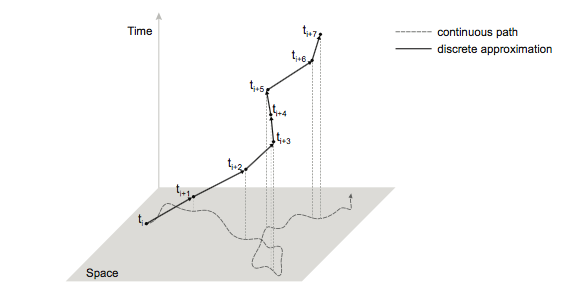 Time
continuous path
discrete approximation
t_{i+7}
t_{i+6}
t_{i+5}
t_{i+4}
t_{i+3}
t_{i+2}
t_{i+1}
t_i
Space